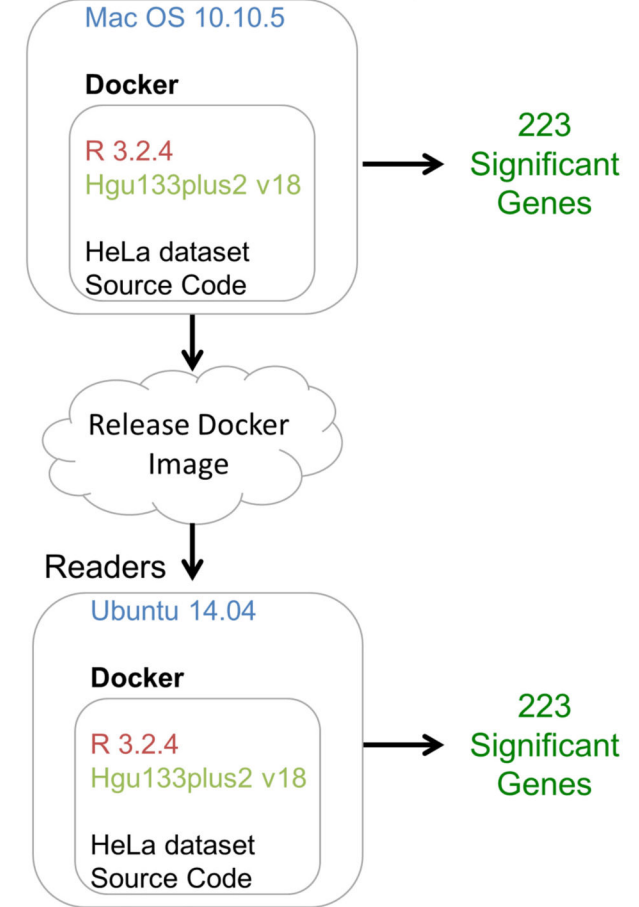 Mac OS 10.10.5
Docker
R 3.2.4
Hgu133plus2 v18
HeLa dataset
Source Code
223
Significant
Genes
Release Docker
Image
Readers
Ubuntu 14.04
Docker
R 3.2.4
Hgu133plus2 v18
HeLa dataset
Source Code
223
Significant
Genes